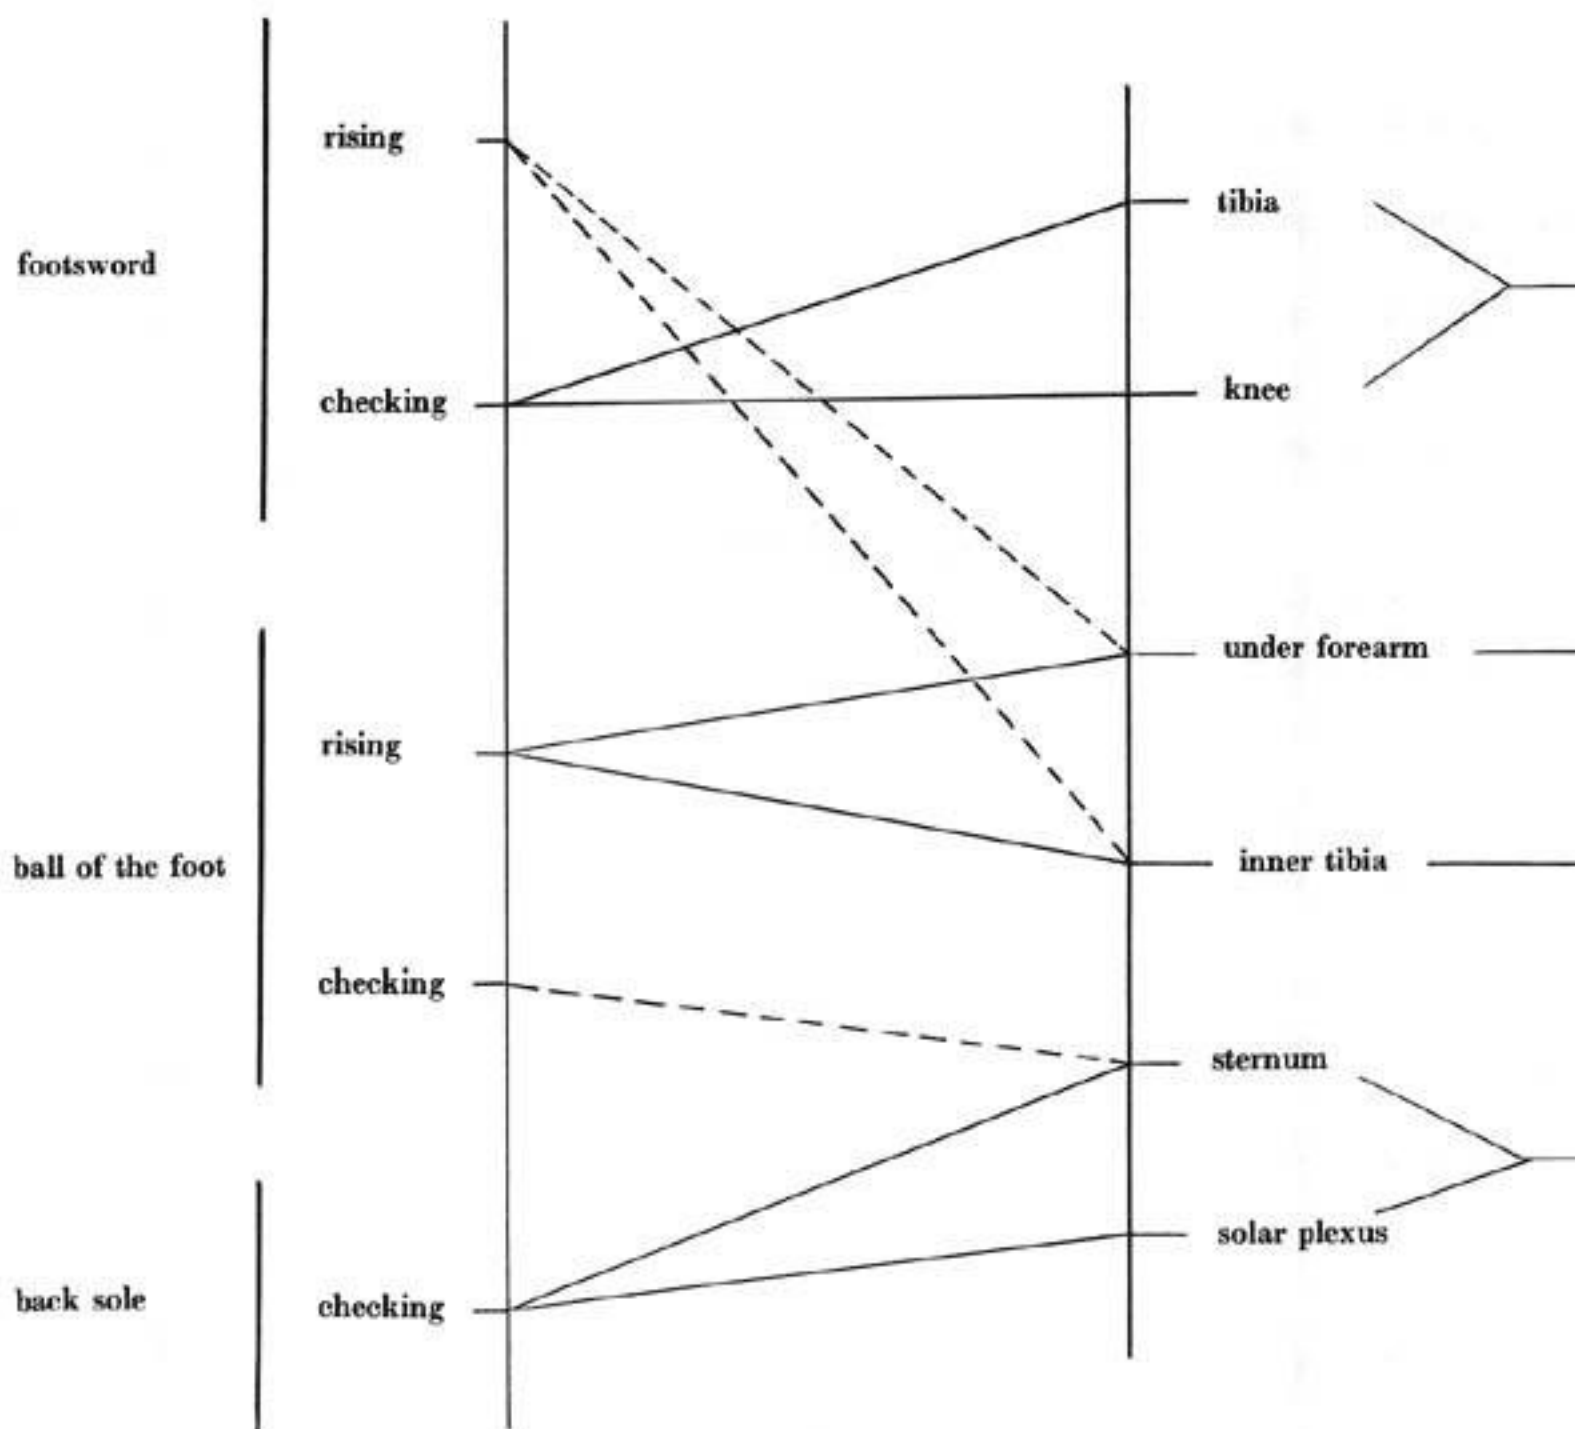 rising
tibia
footsword
checking
knee
under forearm
rising
ball of the foot
inner tibia
checking
sternum
solar plexus
back sole
checking